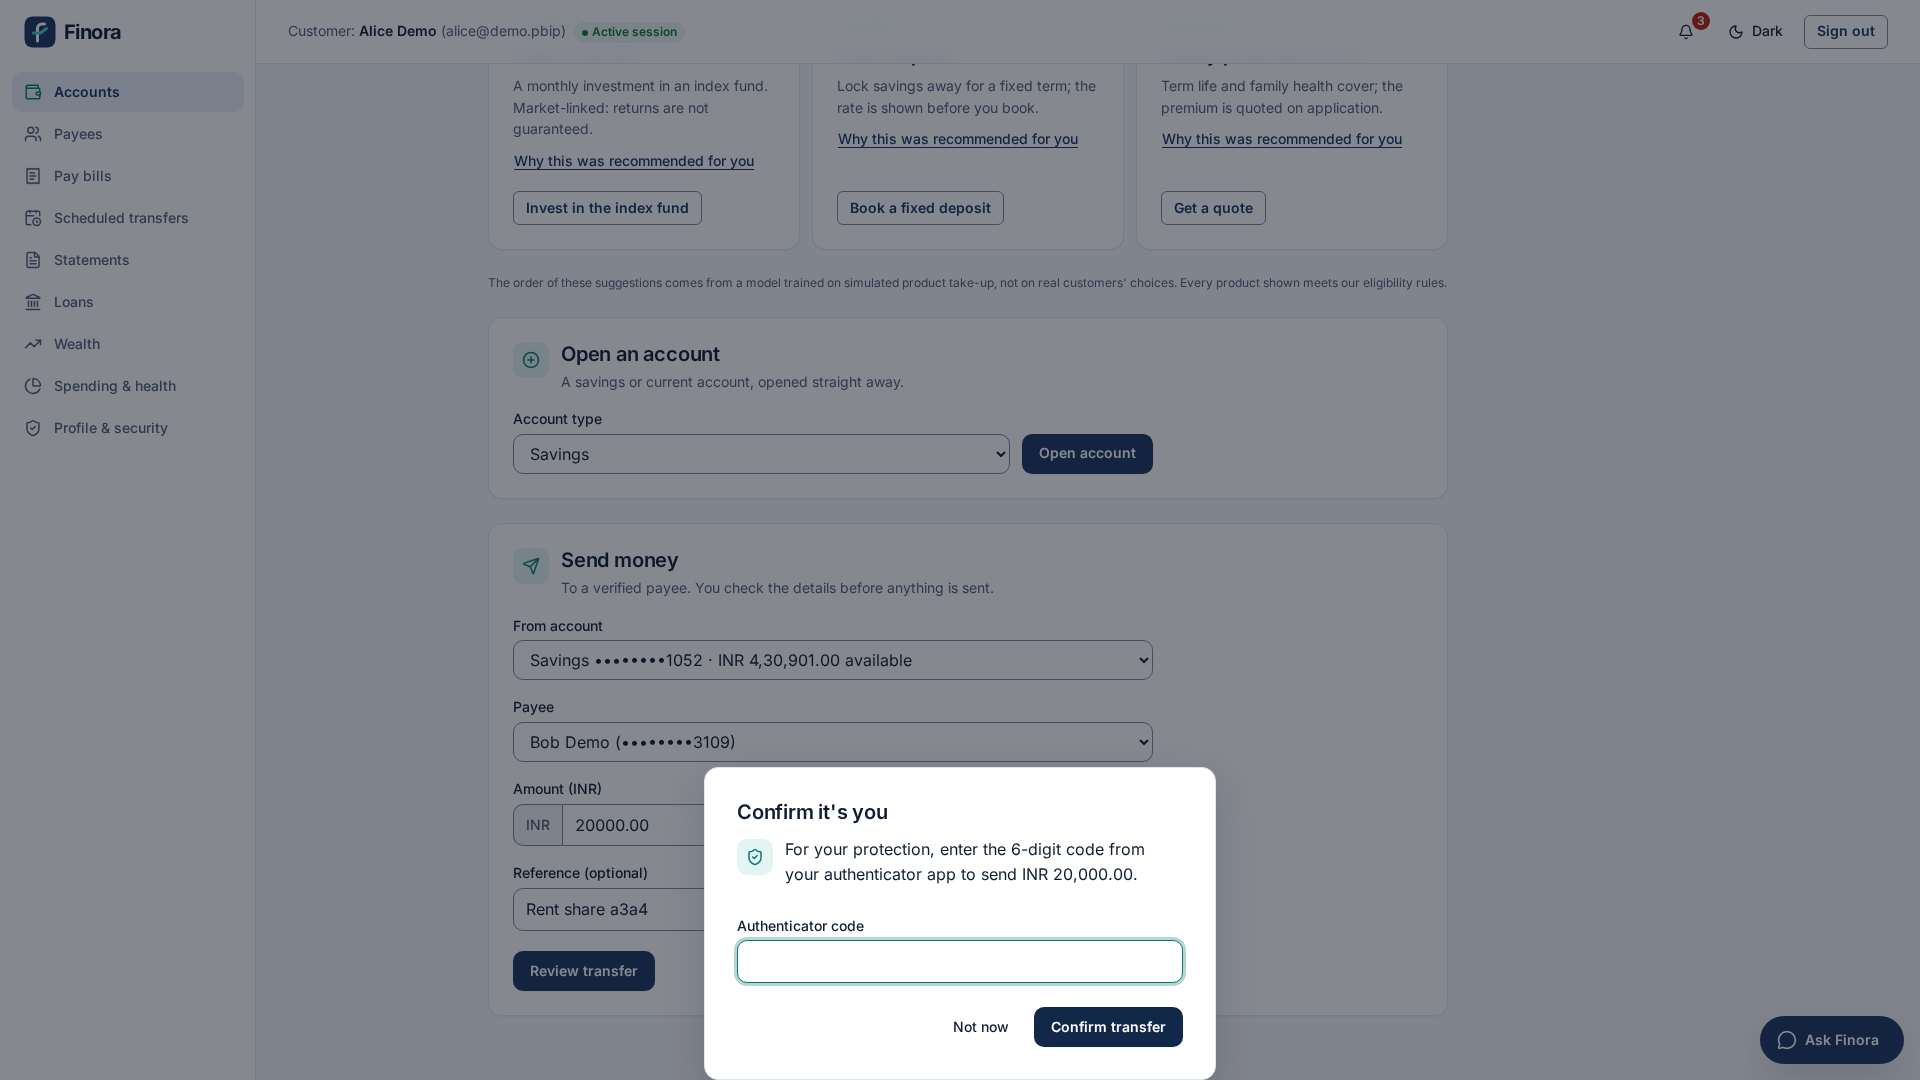 Finora
Customer: Alice Demo (alice@demo.pbip)
Active session
3
Dark
Sign out
Accounts
Payees
Pay bills
Scheduled transfers
Statements
Loans
Wealth
Spending & health
Profile & security
A monthly investment in an index fund.
Market-linked: returns are not
guaranteed.
Why this was recommended for you
Invest in the index fund
Lock savings away for a fixed term; the
rate is shown before you book.
Why this was recommended for you
Book a fixed deposit
Term life and family health cover; the
premium is quoted on application.
Why this was recommended for you
Get a quote
The order of these suggestions comes from a model trained on simulated product take-up, not on real customers' choices. Every product shown meets our eligibility rules.
Open an account
A savings or current account, opened straight away.
Account type
Savings
Open account
Send money
To a verified payee. You check the details before anything is sent.
From account
Savings ••••••••1052 · INR 4,30,901.00 available
Payee
Bob Demo (••••••••3109)
Amount (INR)
INR
20000.00
Reference (optional)
Rent share a3a4
Review transfer
Confirm it's you
For your protection, enter the 6-digit code from
your authenticator app to send INR 20,000.00.
Authenticator code
Not now
Confirm transfer
Ask Finora